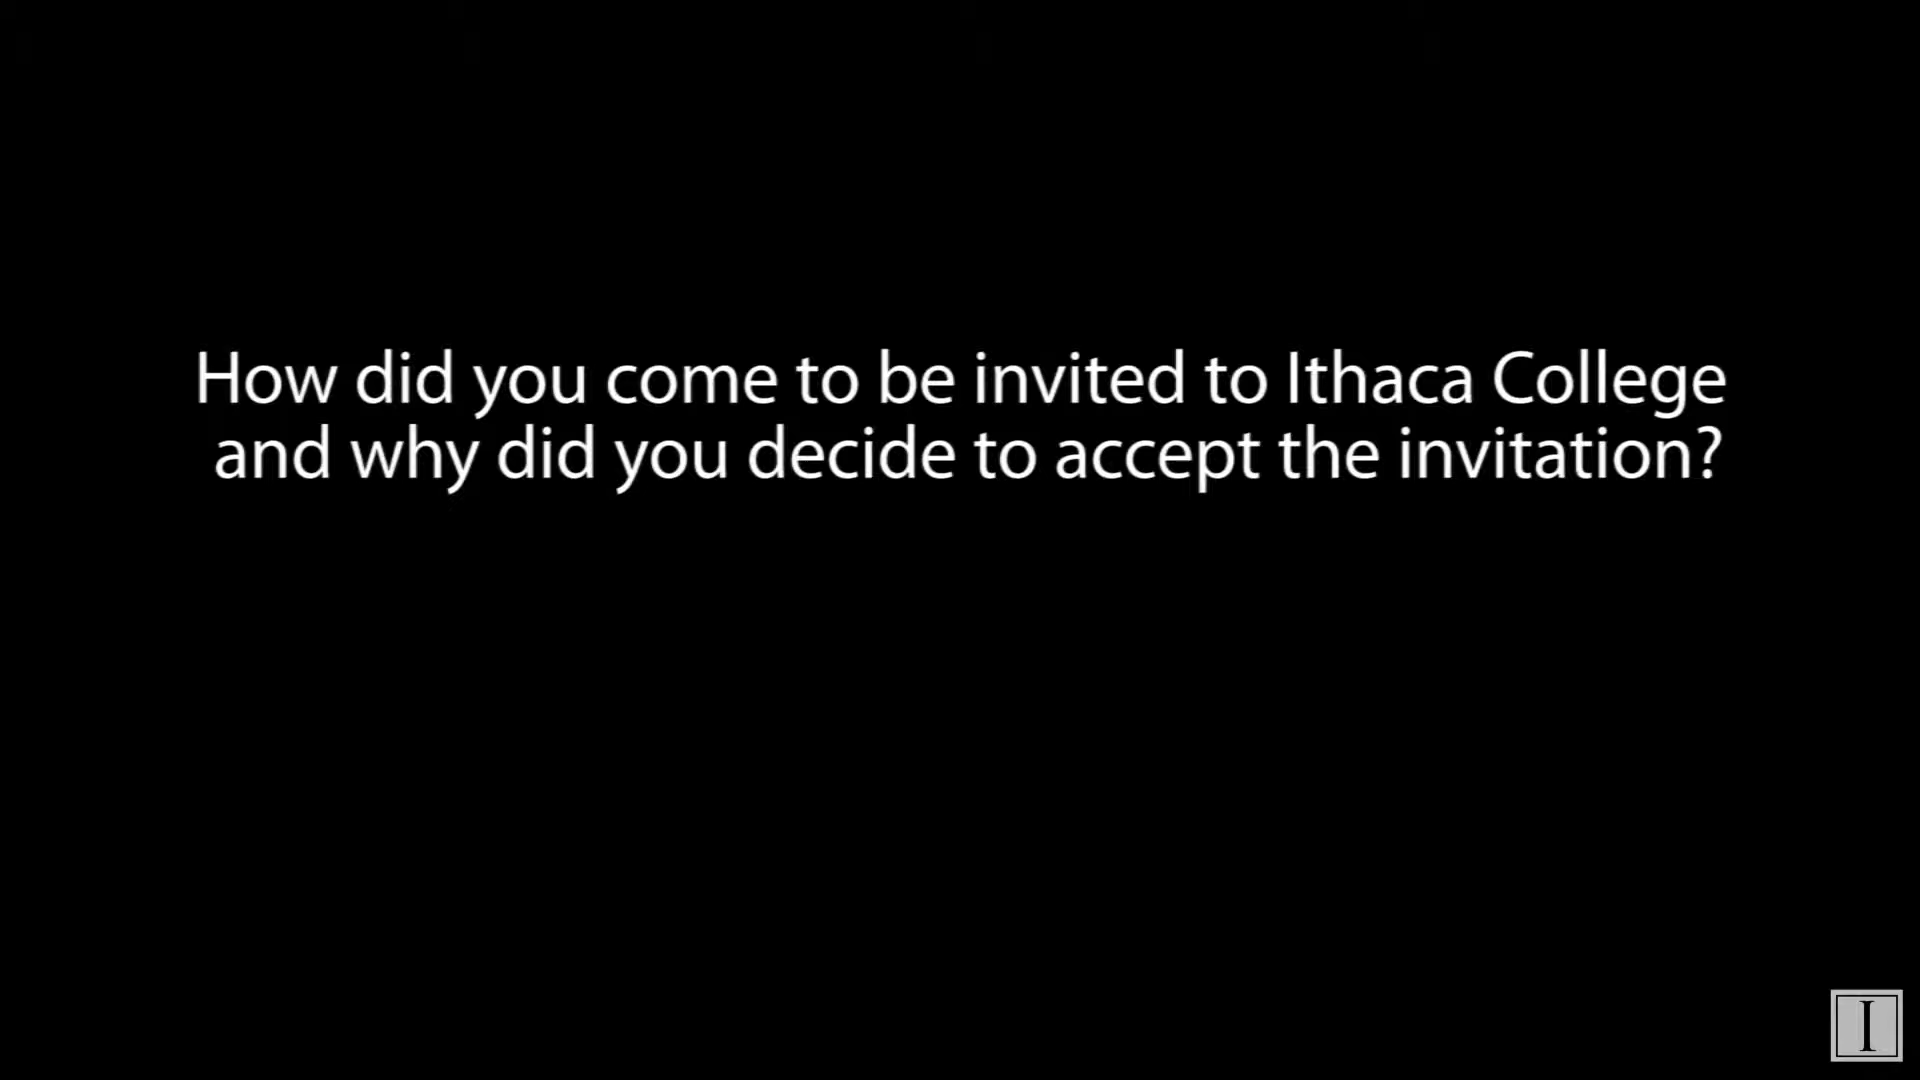 How did you come to be invited to Ithaca College
and why did you decide to accept the invitation?
I